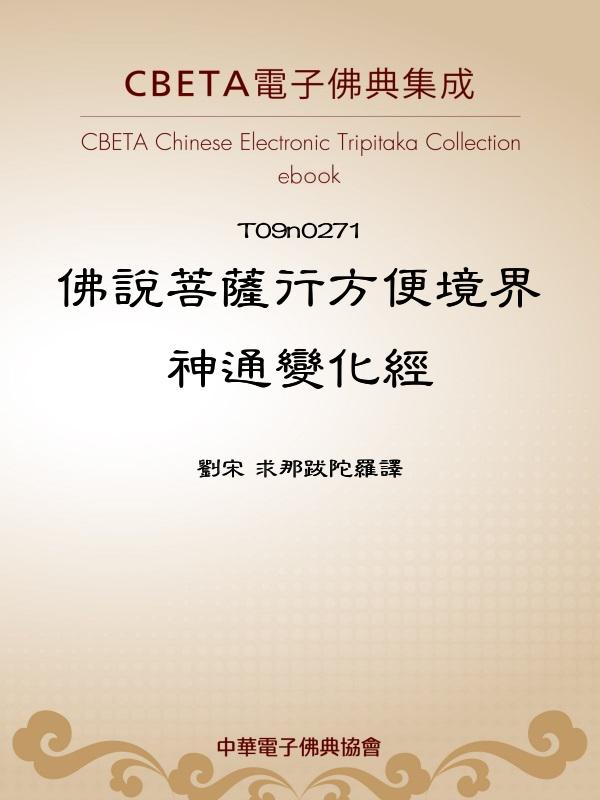 CBETA電子佛典集成
CBETA Chinese Electronic Tripitaka Collection
ebook
T09n0271
佛說菩薩行方便境界
神通變化經
劉宋 求那跋陀羅譯
中華電子佛典協會